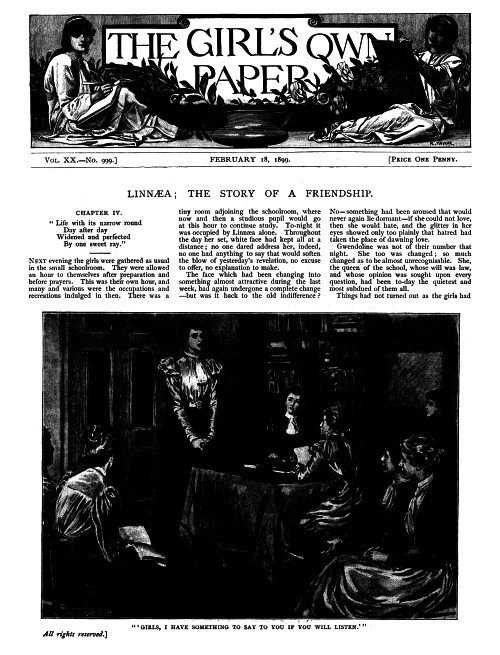 THE GIRL'S OWN
PAPER
VOL. XX.—NO. 999.]
FEBRUARY 18, 1899.
[PRICE ONE PENNY.
LINNÆA; THE STORY OF A FRIENDSHIP.
CHAPTER IV.
"Life with its narrow round
Day after day
Widened and perfected
By one sweet ray."
NEXT evening the girls were gathered as usual
in the small schoolroom. They were allowed
an hour to themselves after preparation and
before prayers. This was their own hour, and
many and various were the occupations and
recreations indulged in then. There was a
tiny room adjoining the schoolroom, where
now and then a studious pupil would go
at this hour to continue study. To-night it
was occupied by Linnæa alone. Throughout
the day her set, white face had kept all at a
distance; no one dared address her, indeed,
no one had anything to say that would soften
the blow of yesterday's revelation, no excuse
to offer, no explanation to make.
The face which had been changing into
something almost attractive during the last
week, had again undergone a complete change
—but was it back to the old indifference?
No—something had been aroused that would
never again lie dormant—if she could not love,
then she would hate, and the glitter in her
eyes showed only too plainly that hatred had
taken the place of dawning love.
Gwendoline was not of their number that
night. She too was changed; so much
changed as to be almost unrecognisable. She,
the queen of the school, whose will was law,
and whose opinion was sought upon every
question, had been to-day the quietest and
most subdued of them all.
Things had not turned out as the girls had
"'GIRLS, I HAVE SOMETHING TO SAY TO YOU IF YOU WILL LISTEN.'"
All rights reserved.]